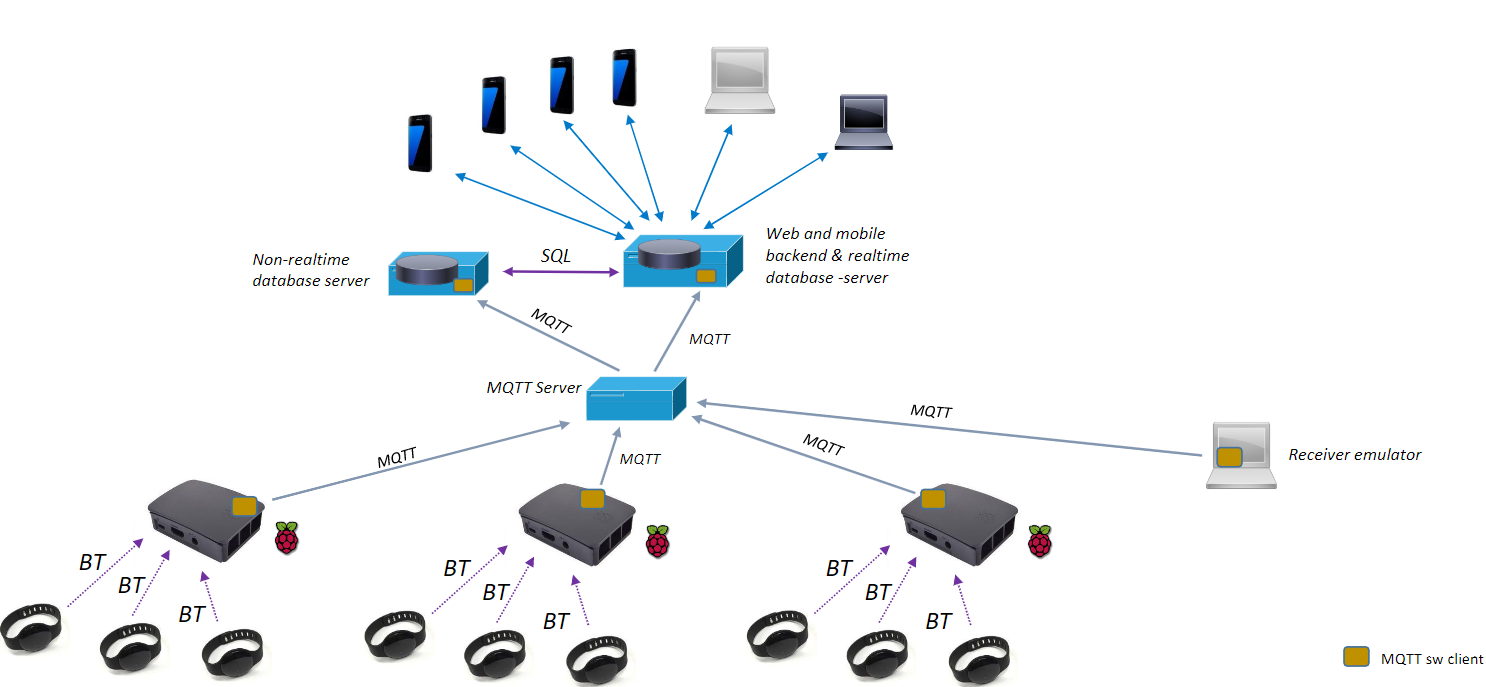 Web and mobile
backend & realtime
database -server
Non-realtime
database server
SQL
MQTT
MQTT
MQTT Server
MQTT
MQTT
MQTT
MQTT
Receiver emulator
BT
BT
BT
BT
BT
BT
BT
BT
BT
MQTT sw client